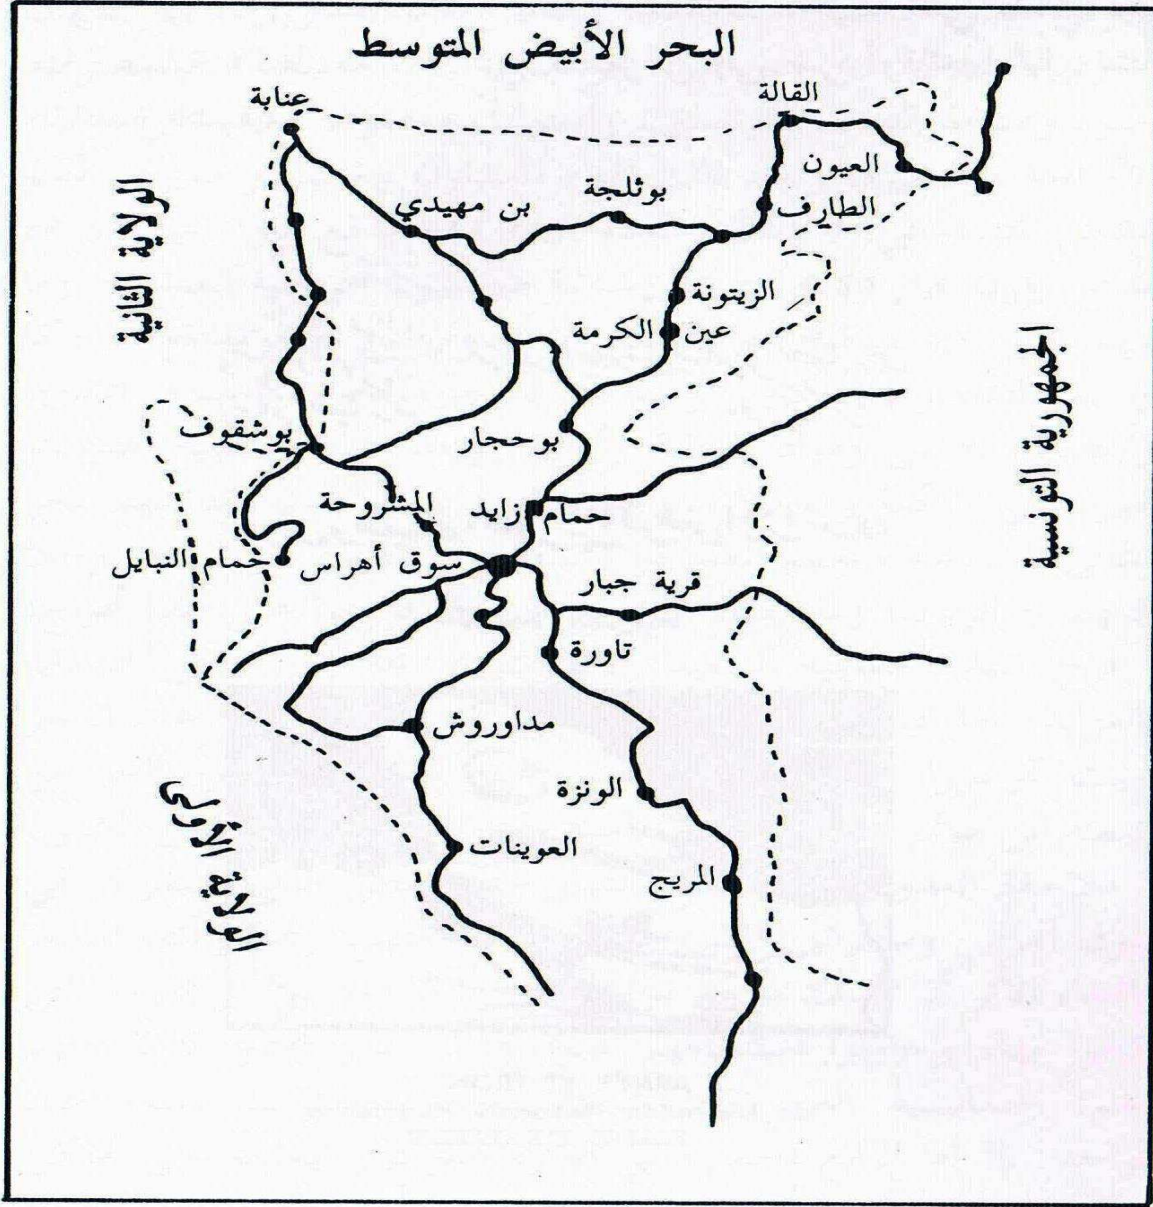 البحر الأبيض المتوسط
القالة
عنابة
العيون
الطارف
بوثلجة
بن مهيدي
الولاية الثانية
الزيتونة
عين الكرمة
الجمهورية التونسية
بوشقوف
بوحجار
المشروحة
حمام زايد
حمام النبايل
سوق أهراس
قرية جبار
تاورة
مداوروش
الونزة
العوينات
المريج
الولاية الأولى